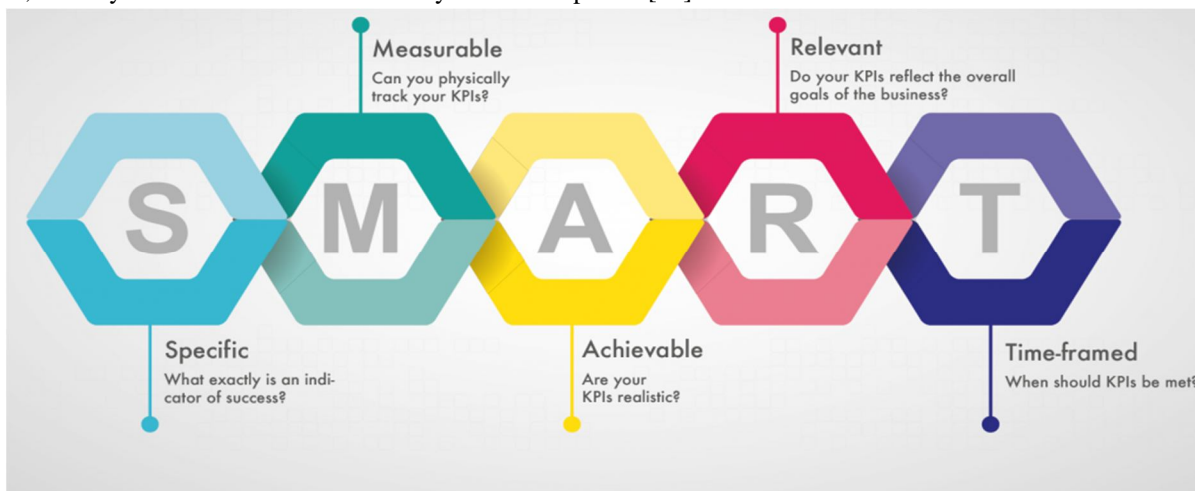 Measurable
Can you physically
track your KPIs?
Relevant
Do your KPIs reflect the overall
goals of the business?
S M A R T
Specific
What exactly is an indi-
cator of success?
Achievable
Are your
KPIs realistic?
Time-framed
When should KPIs be met?